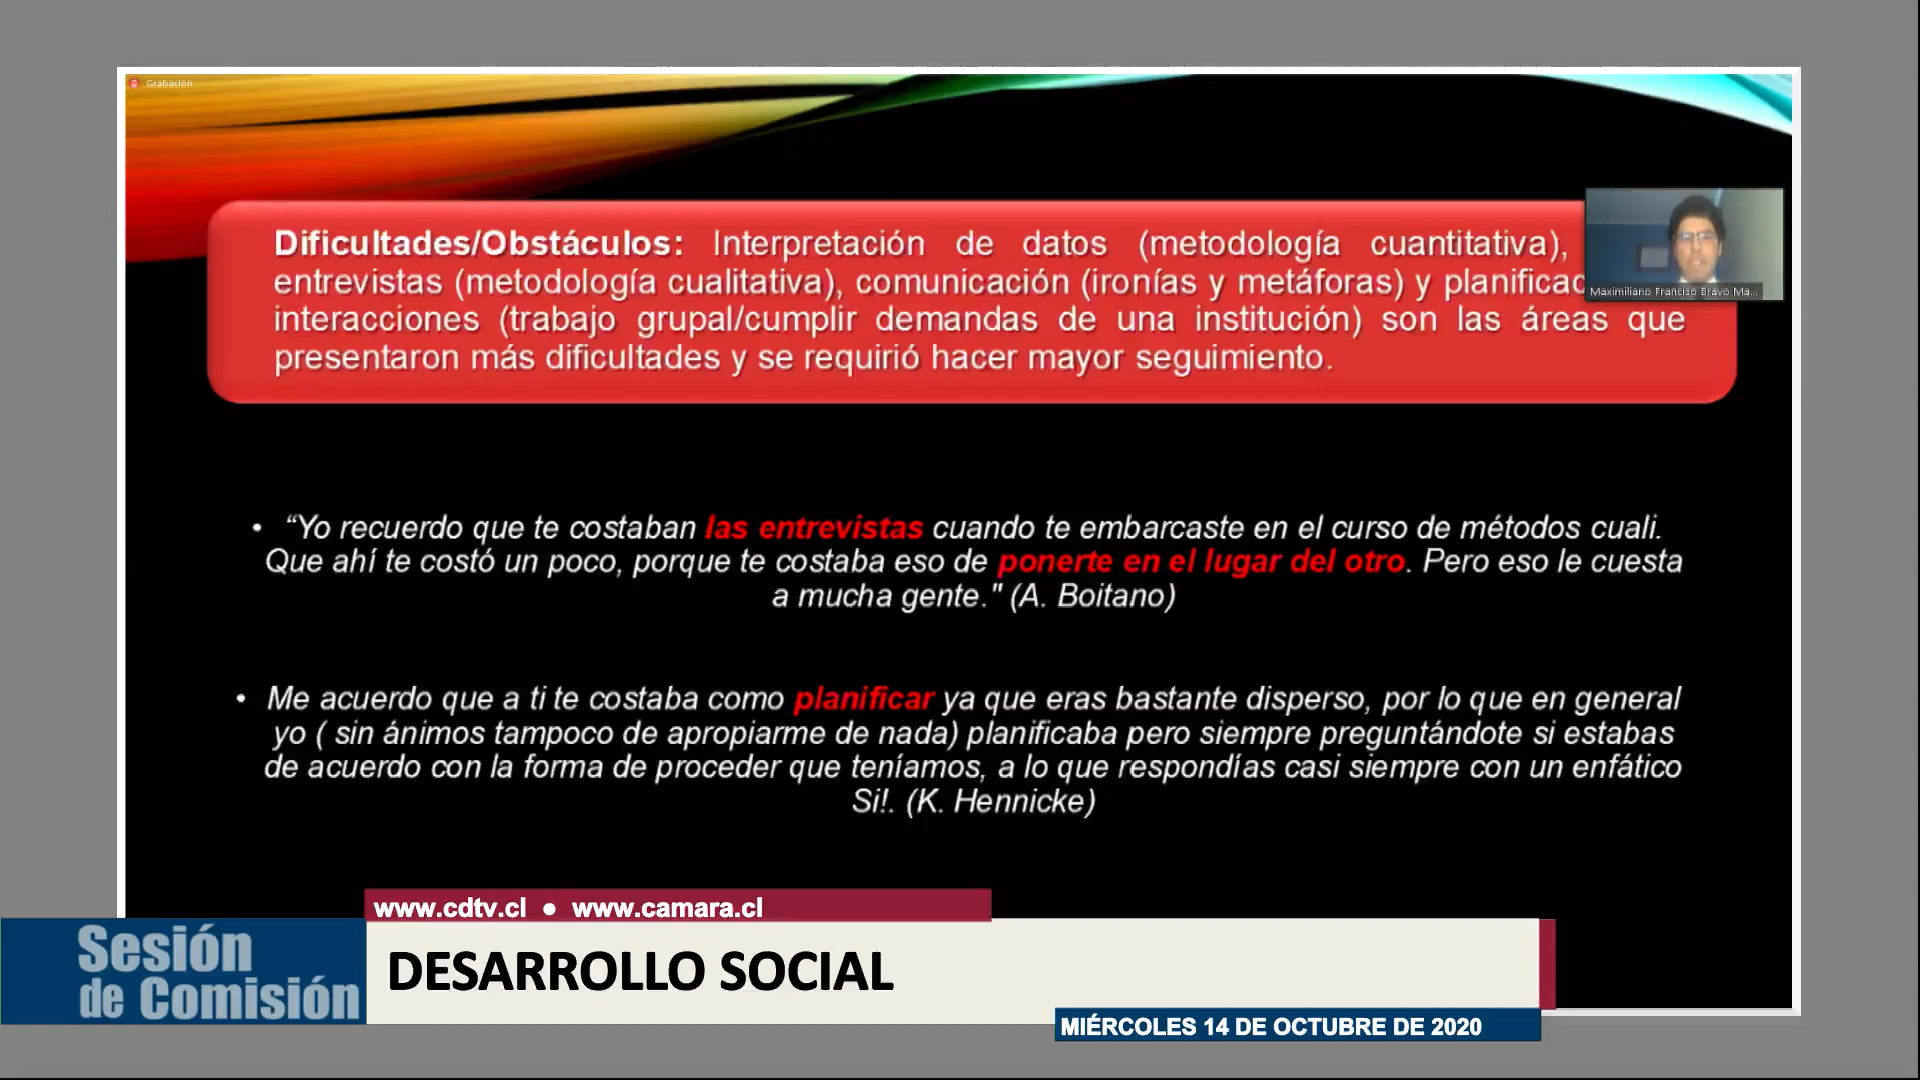 Grabación
Dificultades/Obstáculos: Interpretación de datos (metodología cuantitativa),
entrevistas (metodología cualitativa), comunicación (ironías y metáforas) y planificac
interacciones (trabajo grupal/cumplir demandas de una institución) son las áreas que
presentaron más dificultades y se requirió hacer mayor seguimiento.
Maximiliano Franciso Bravo Ma...
• “Yo recuerdo que te costaban las entrevistas cuando te embarcaste en el curso de métodos cuali.
Que ahí te costó un poco, porque te costaba eso de ponerte en el lugar del otro. Pero eso le cuesta
a mucha gente." (A. Boitano)
• Me acuerdo que a ti te costaba como planificar ya que eras bastante disperso, por lo que en general
yo ( sin ánimos tampoco de apropiarme de nada) planificaba pero siempre preguntándote si estabas
de acuerdo con la forma de proceder que teníamos, a lo que respondías casi siempre con un enfático
Si!. (K. Hennicke)
www.cdtv.cl ● www.camara.cl
Sesión
de Comisión
DESARROLLO SOCIAL
MIÉRCOLES 14 DE OCTUBRE DE 2020